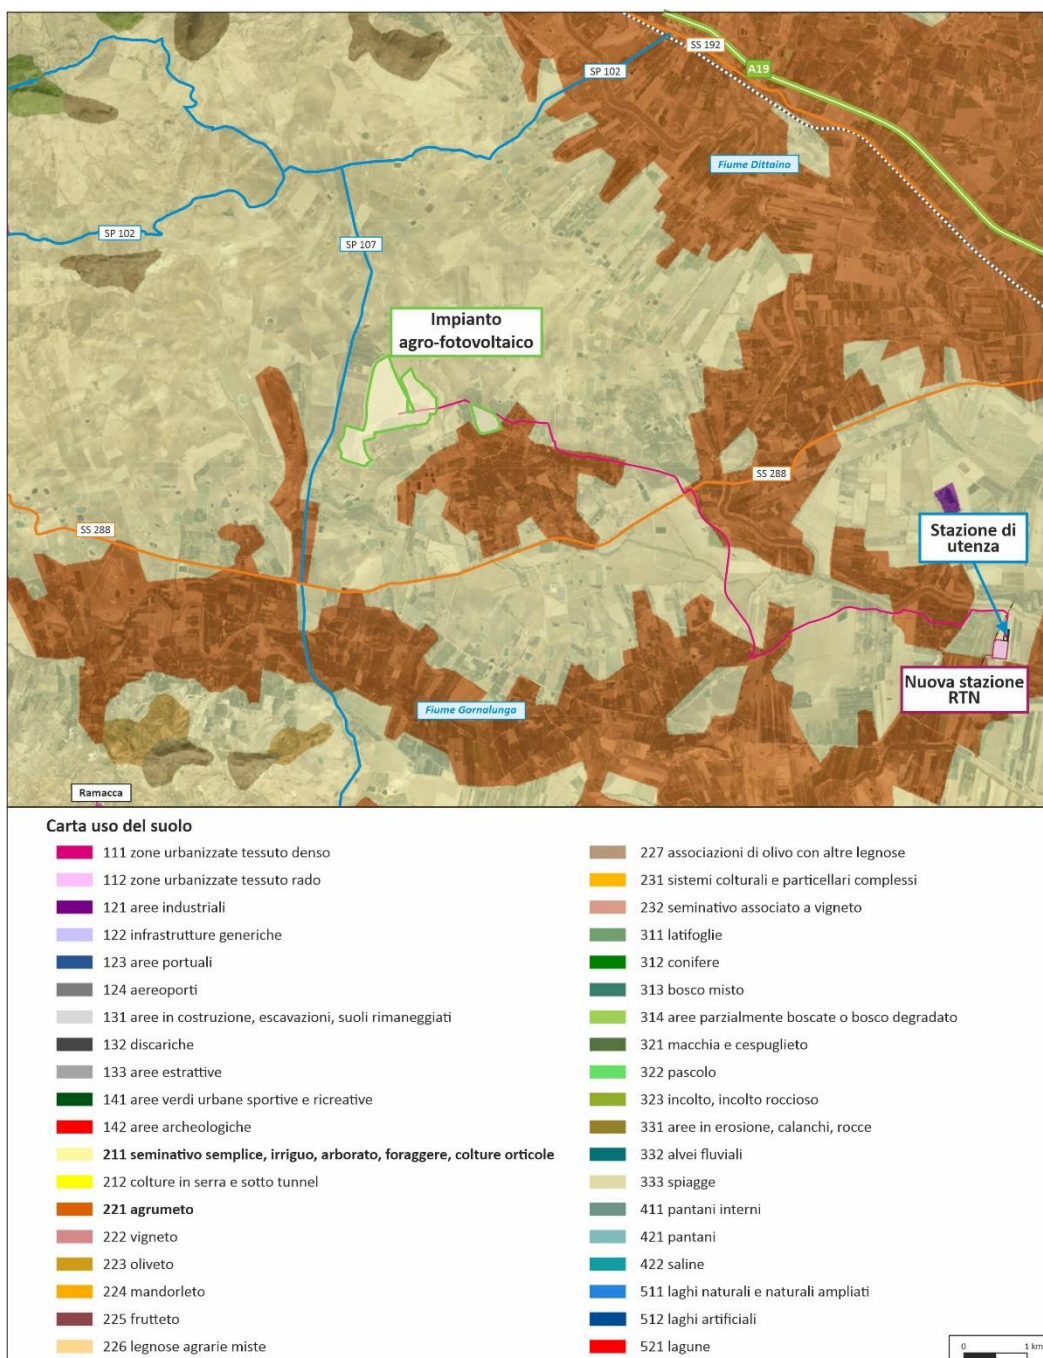 SS 192
A19
SP 102
Fiume Dittaino
SP 102
SP 107
Impianto
agro-fotovoltaico
SS 288
SS 288
Stazione di
utenza
Nuova stazione
RTN
Fiume Gornalunga
Ramacca
Carta uso del suolo
111 zone urbanizzate tessuto denso
112 zone urbanizzate tessuto rado
121 aree industriali
122 infrastrutture generiche
123 aree portuali
124 aereoporti
131 aree in costruzione, escavazioni, suoli rimaneggiati
132 discariche
133 aree estrattive
141 aree verdi urbane sportive e ricreative
142 aree archeologiche
211 seminativo semplice, irriguo, arborato, foraggere, colture orticole
212 colture in serra e sotto tunnel
221 agrumeto
222 vigneto
223 oliveto
224 mandorleto
225 frutteto
226 legnose agrarie miste
227 associazioni di olivo con altre legnose
231 sistemi colturali e particellari complessi
232 seminativo associato a vigneto
311 latifoglie
312 conifere
313 bosco misto
314 aree parzialmente boscate o bosco degradato
321 macchia e cespuglieto
322 pascolo
323 incolto, incolto roccioso
331 aree in erosione, calanchi, rocce
332 alvei fluviali
333 spiagge
411 pantani interni
421 pantani
422 saline
511 laghi naturali e naturali ampliati
512 laghi artificiali
521 lagune
0 1 km